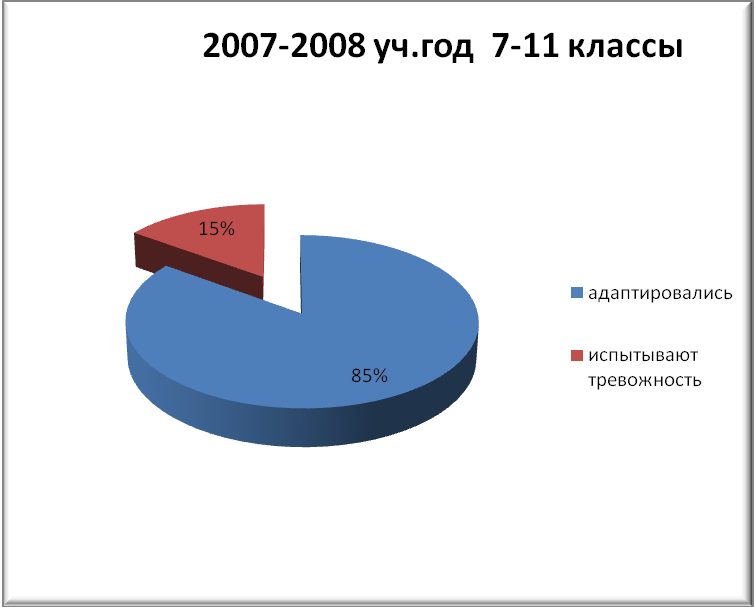 2007-2008 уч.год  7-11 классы
15%
85%
адаптировались
испытывают
тревожность